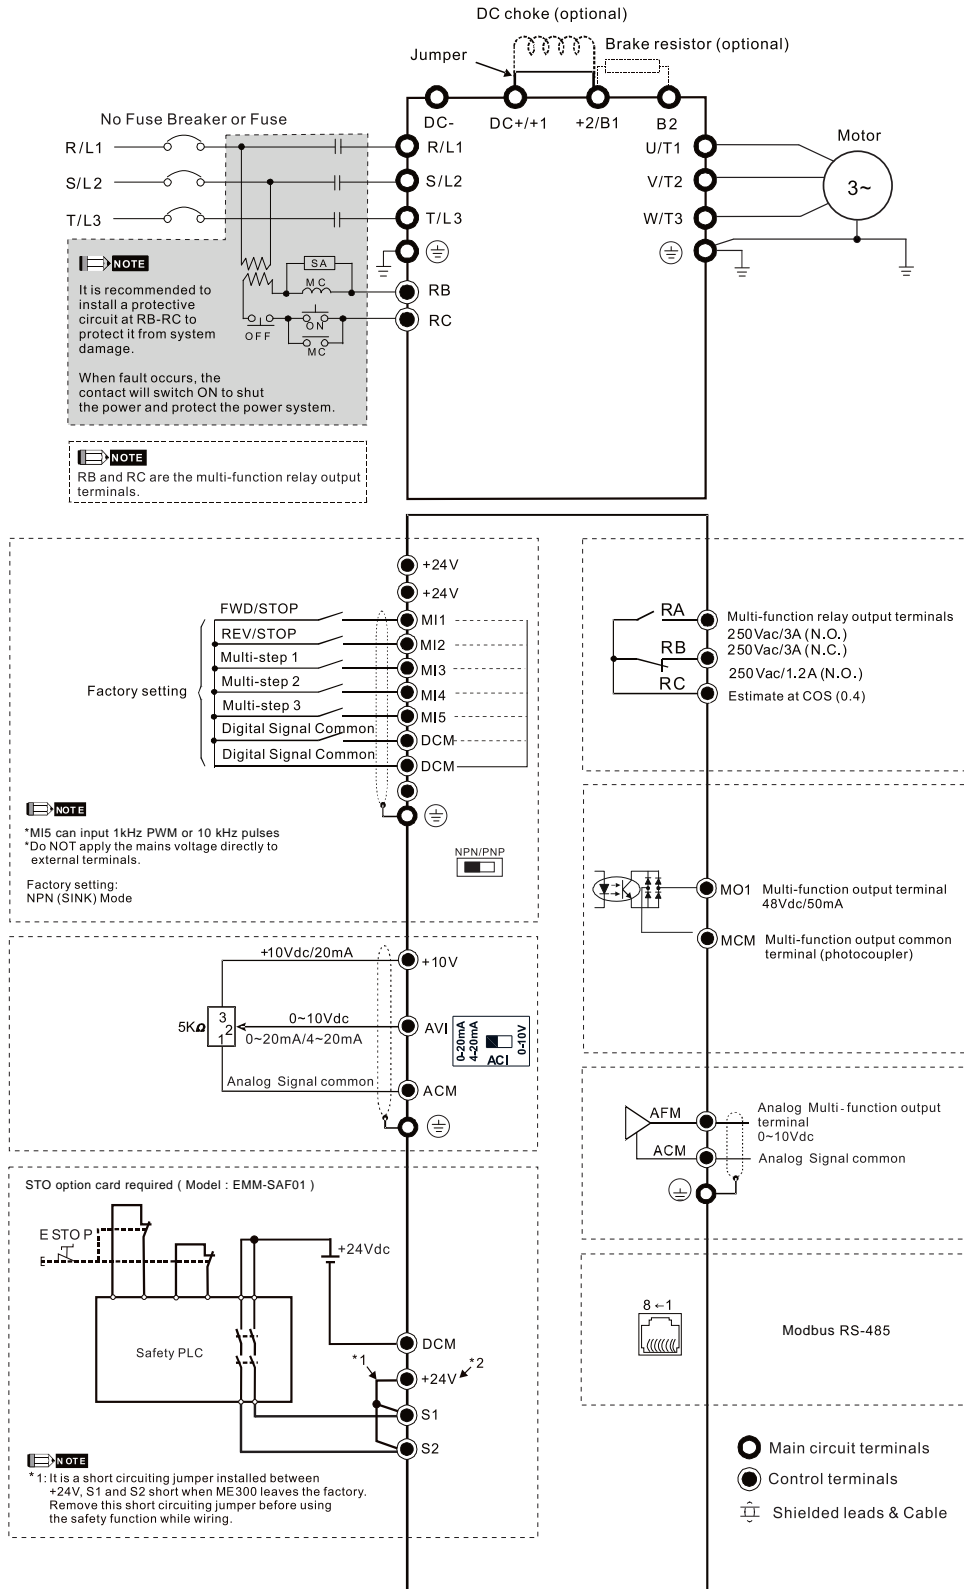 DC choke (optional)
Jumper
Brake resistor (optional)
No Fuse Breaker or Fuse
DC-
DC+/+1
+2/B1
B2
Motor
R/L1
R/L1
U/T1
S/L2
S/L2
V/T2
3~
T/L3
T/L3
W/T3
NOTE
SA
MC
RB
It is recommended to
install a protective
circuit at RB-RC to
protect it from system
damage.
RC
OFF
ON
MC
When fault occurs, the
contact will switch ON to shut
the power and protect the power system.
NOTE
RB and RC are the multi-function relay output
terminals.
+24V
+24V
FWD/STOP
MI1
REV/STOP
MI2
Multi-step 1
MI3
Multi-step 2
MI4
Factory setting
Multi-step 3
MI5
Digital Signal Common
DCM
Digital Signal Common
DCM
NOTE
*MI5 can input 1kHz PWM or 10 kHz pulses
*Do NOT apply the mains voltage directly to
external terminals.
NPN/PNP
Factory setting:
NPN (SINK) Mode
RA
Multi-function relay output terminals
250Vac/3A (N.O.)
RB
250Vac/3A (N.C.)
250Vac/1.2A (N.O.)
RC
Estimate at COS (0.4)
MO1
Multi-function output terminal
48Vdc/50mA
MCM
Multi-function output common
terminal (photocoupler)
+10Vdc/20mA
+10V
3
2
1
5KΩ
0~10Vdc
0~20mA/4~20mA
AVI
0-20mA
4-20mA
ACI
0-10V
Analog Signal common
ACM
AFM
Analog Multi-function output
terminal
0~10Vdc
ACM
Analog Signal common
STO option card required ( Model : EMM-SAF01 )
E STOP
+24Vdc
Safety PLC
DCM
*1
+24V
*2
S1
S2
NOTE
*1: It is a short circuiting jumper installed between
+24V, S1 and S2 short when ME300 leaves the factory.
Remove this short circuiting jumper before using
the safety function while wiring.
8←1
Modbus RS-485
Main circuit terminals
Control terminals
Shielded leads & Cable